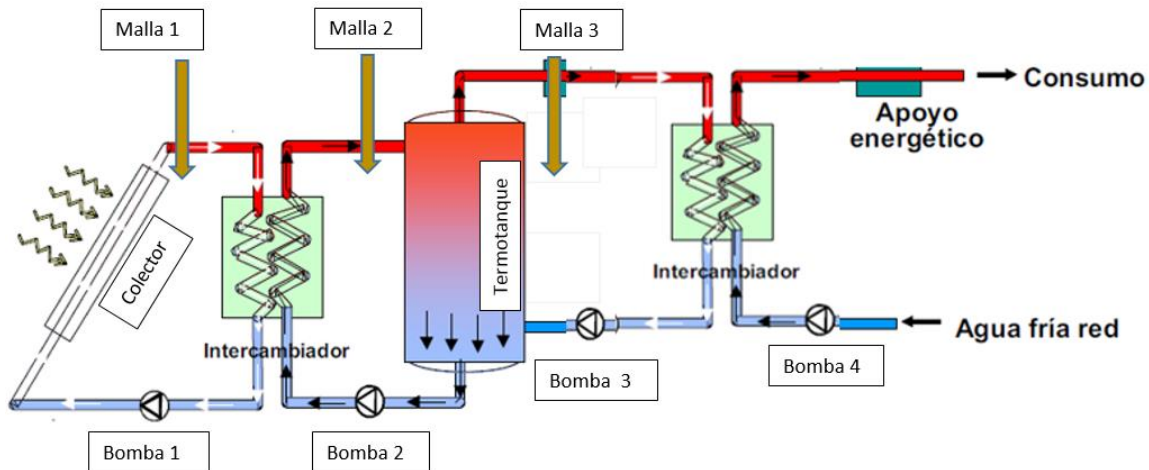 Malla 1
Malla 2
Malla 3
Consumo
Apoyo
energético
Colector
Termotanque
Intercambiador
Intercambiador
Agua fría red
Bomba 1
Bomba 2
Bomba 3
Bomba 4